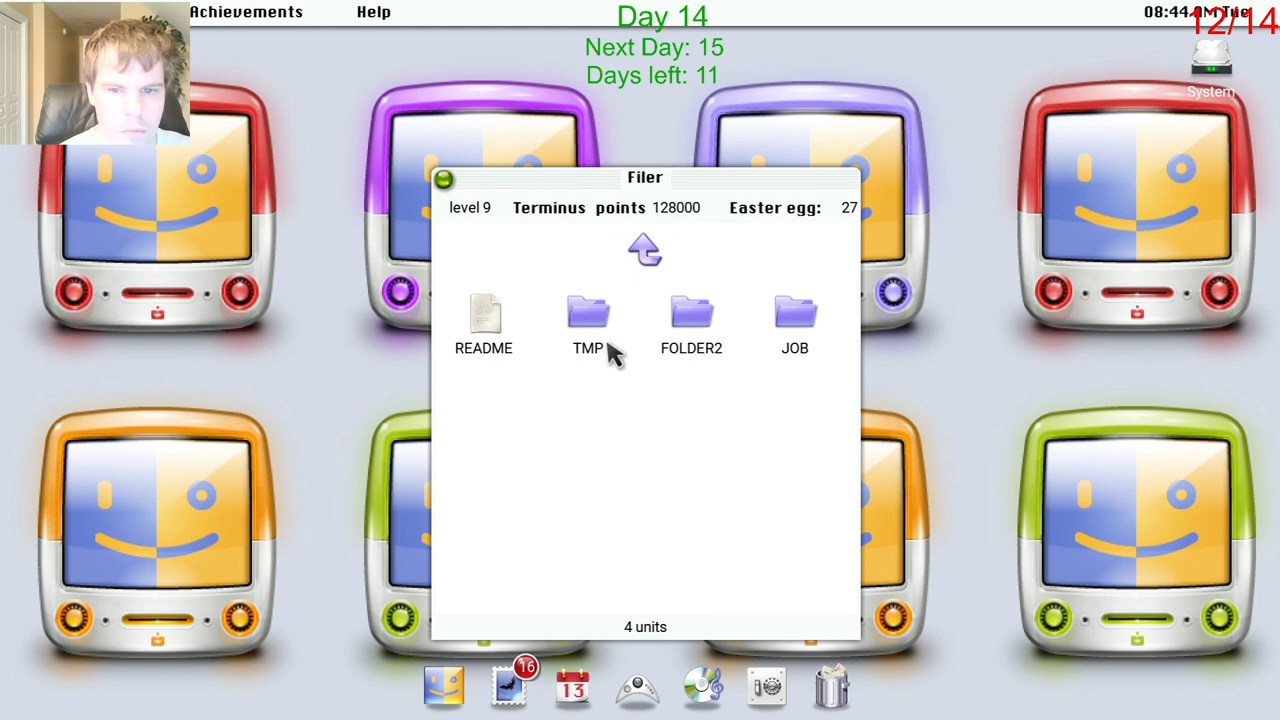 Achievements Help
08:44 AM Tue
12/14
Day 14
Next Day: 15
Days left: 11
System
Filer
level 9 Terminus points 128000 Easter egg: 27
README TMP FOLDER2 JOB
4 units
16
13